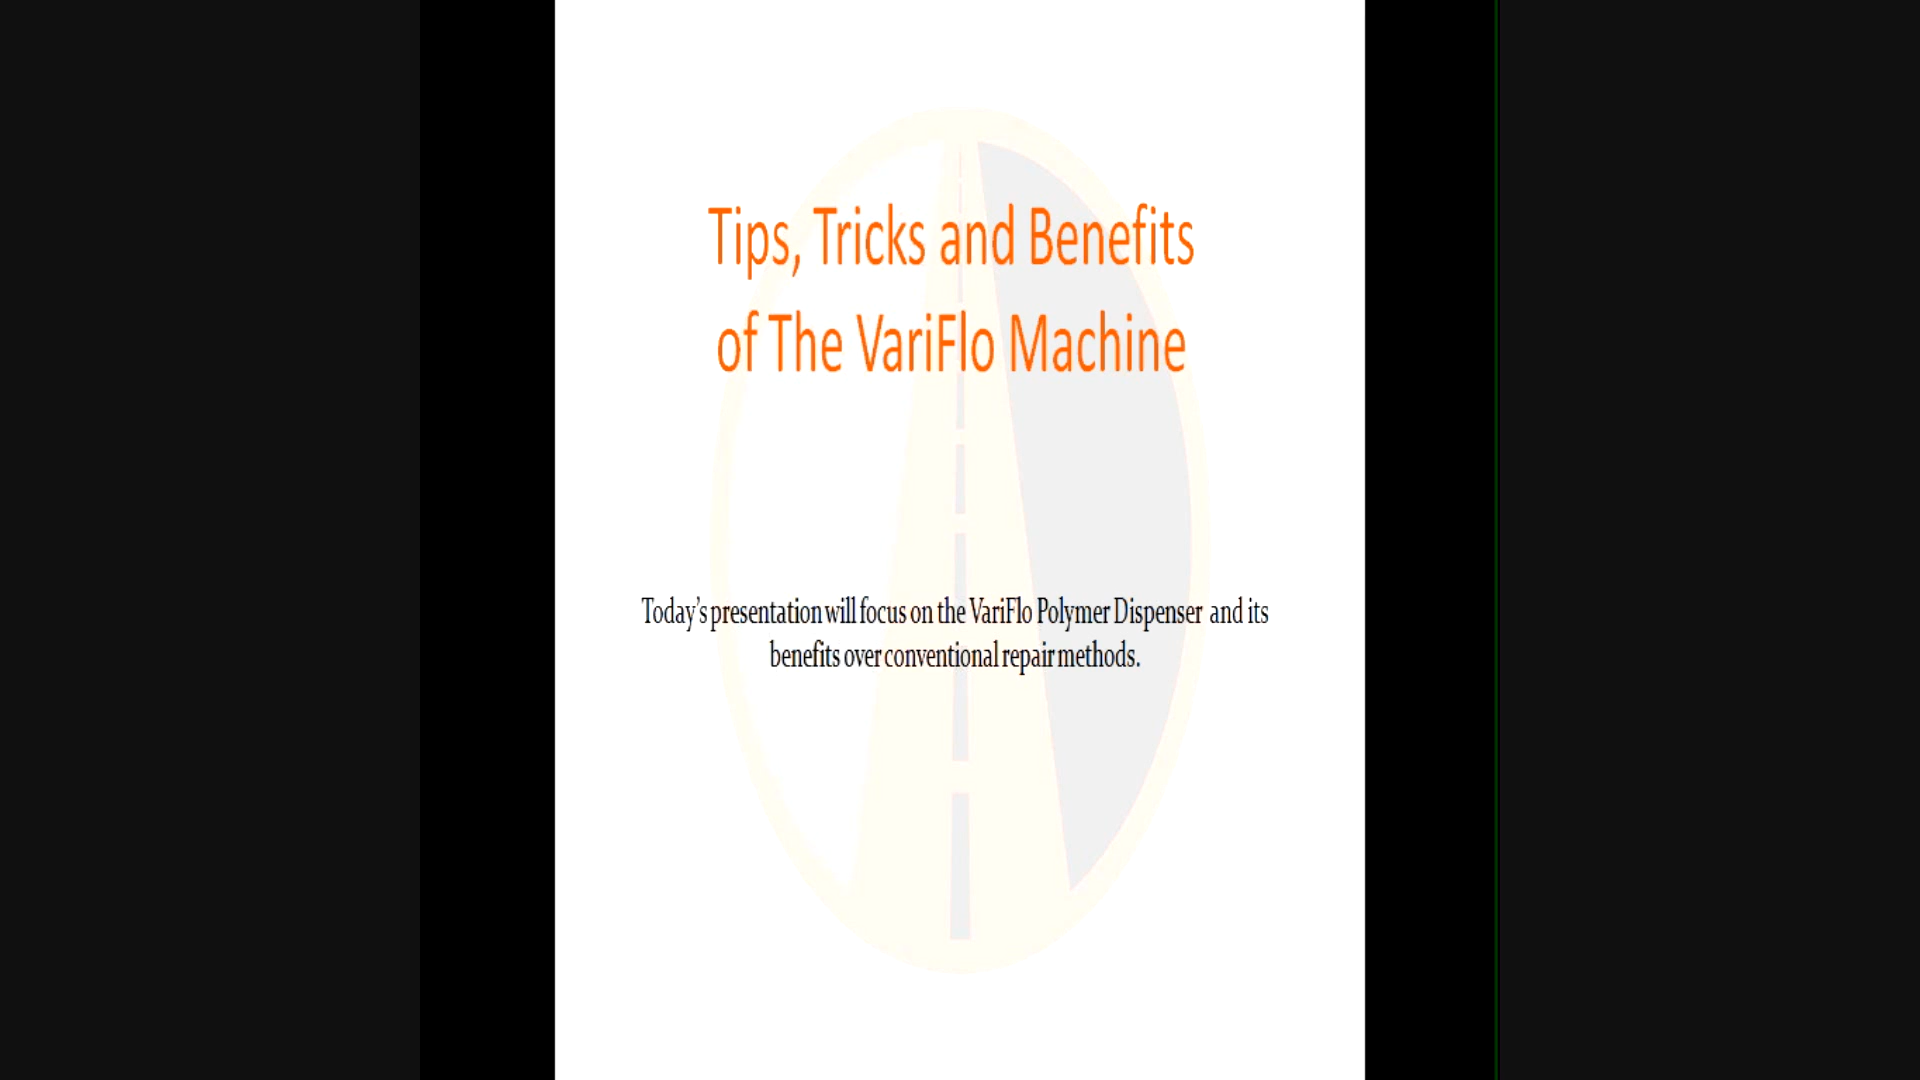 Tips, Tricks and Benefits
of The VariFlo Machine
Today’s presentation will focus on the VariFlo Polymer Dispenser and its
benefits over conventional repair methods.